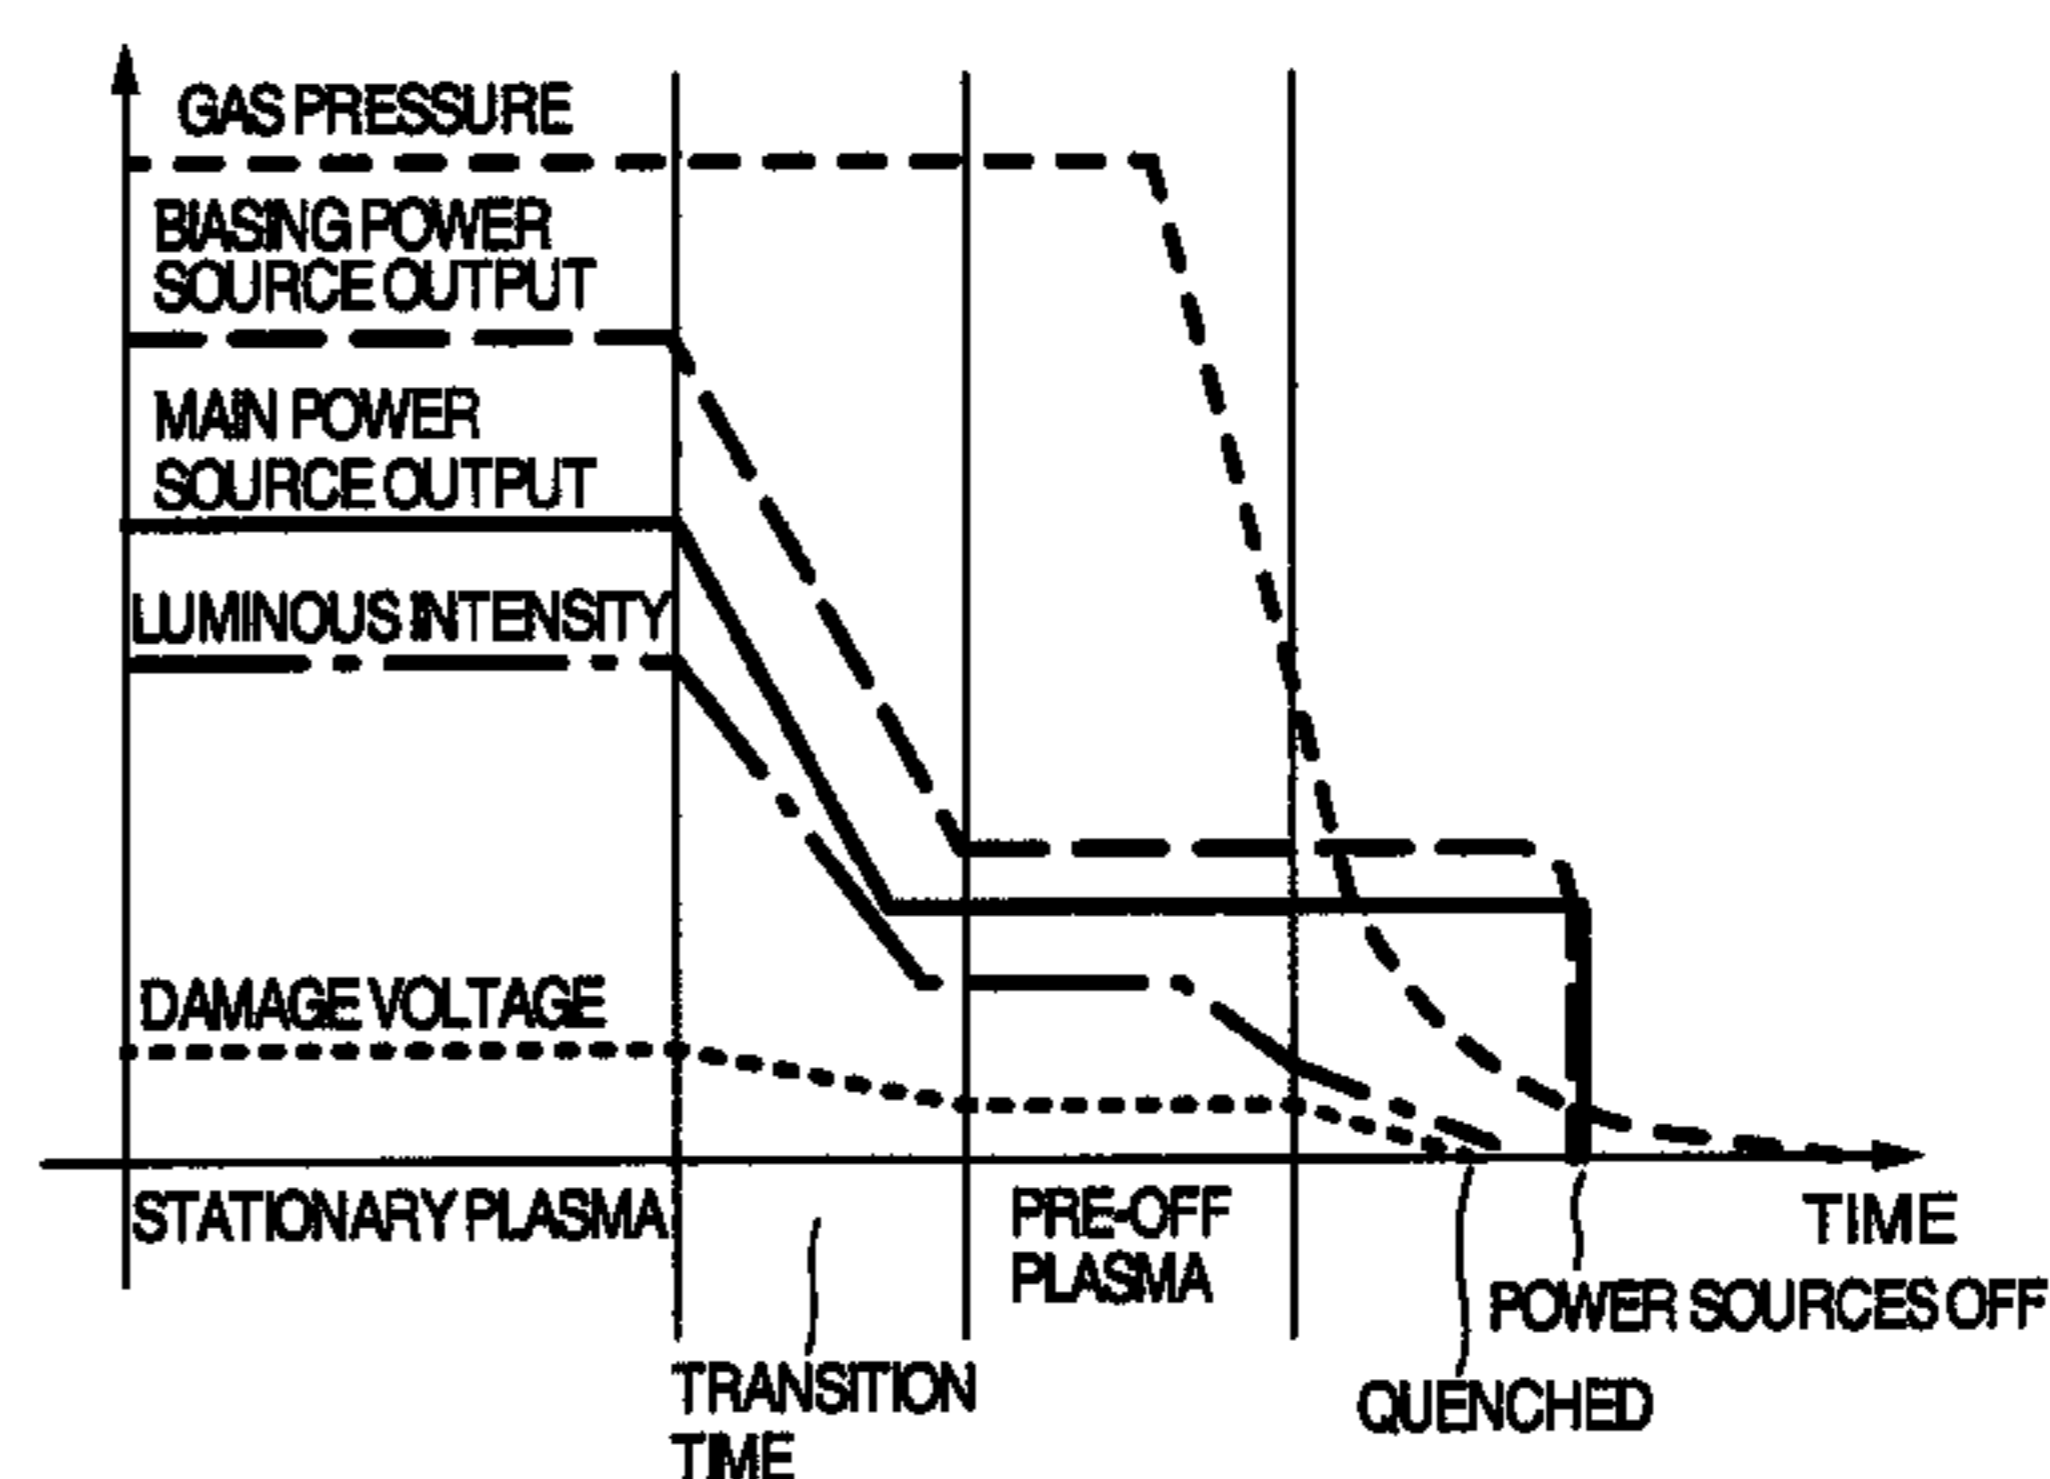 GAS PRESSURE
BIASING POWER
SOURCE OUTPUT
MAIN POWER
SOURCE OUTPUT
LUMINOUS INTENSITY
DAMAGE VOLTAGE
STATIONARY PLASMA
PRE-OFF
PLASMA
TIME
POWER SOURCES OFF
TRANSITION
TIME
QUENCHED